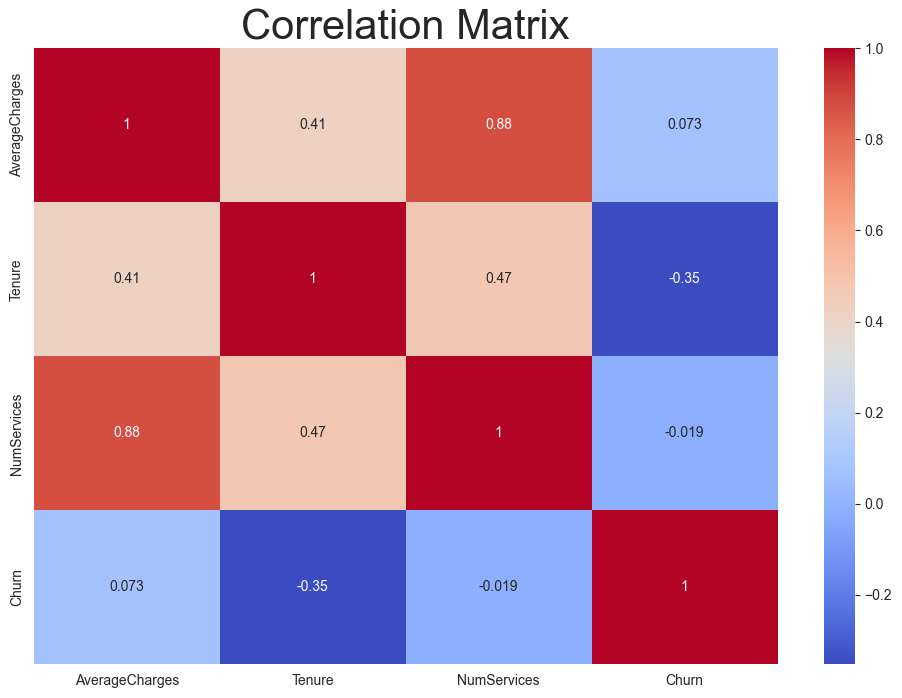 Correlation Matrix
AverageCharges
1
0.41
0.88
0.073
Tenure
0.41
1
0.47
-0.35
NumServices
0.88
0.47
1
-0.019
Churn
0.073
-0.35
-0.019
1
AverageCharges
Tenure
NumServices
Churn
1.0
0.8
0.6
0.4
0.2
0.0
−0.2